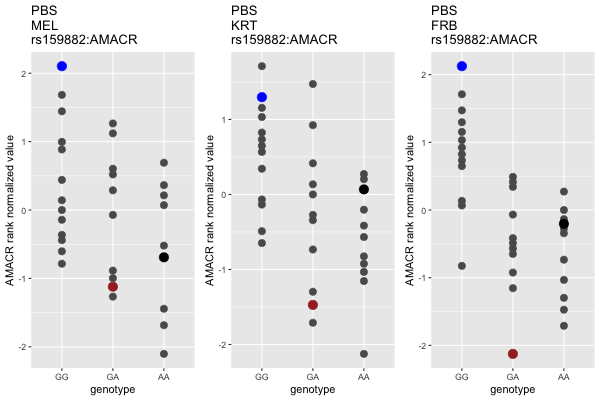 PBS
MEL
rs159882:AMACR
AMACR rank normalized value
2
1
0
-1
-2
GG
GA
AA
genotype
PBS
KRT
rs159882:AMACR
AMACR rank normalized value
1
0
-1
-2
GG
GA
AA
genotype
PBS
FRB
rs159882:AMACR
AMACR rank normalized value
2
1
0
-1
-2
GG
GA
AA
genotype